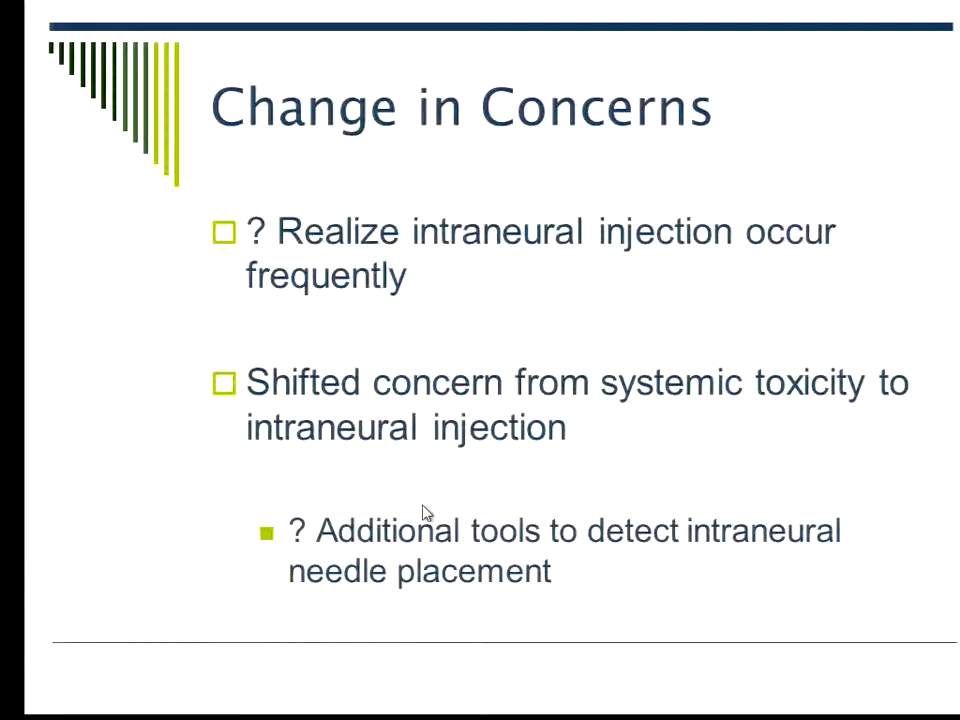 Change in Concerns
? Realize intraneural injection occur
frequently
Shifted concern from systemic toxicity to
intraneural injection
? Additional tools to detect intraneural
needle placement